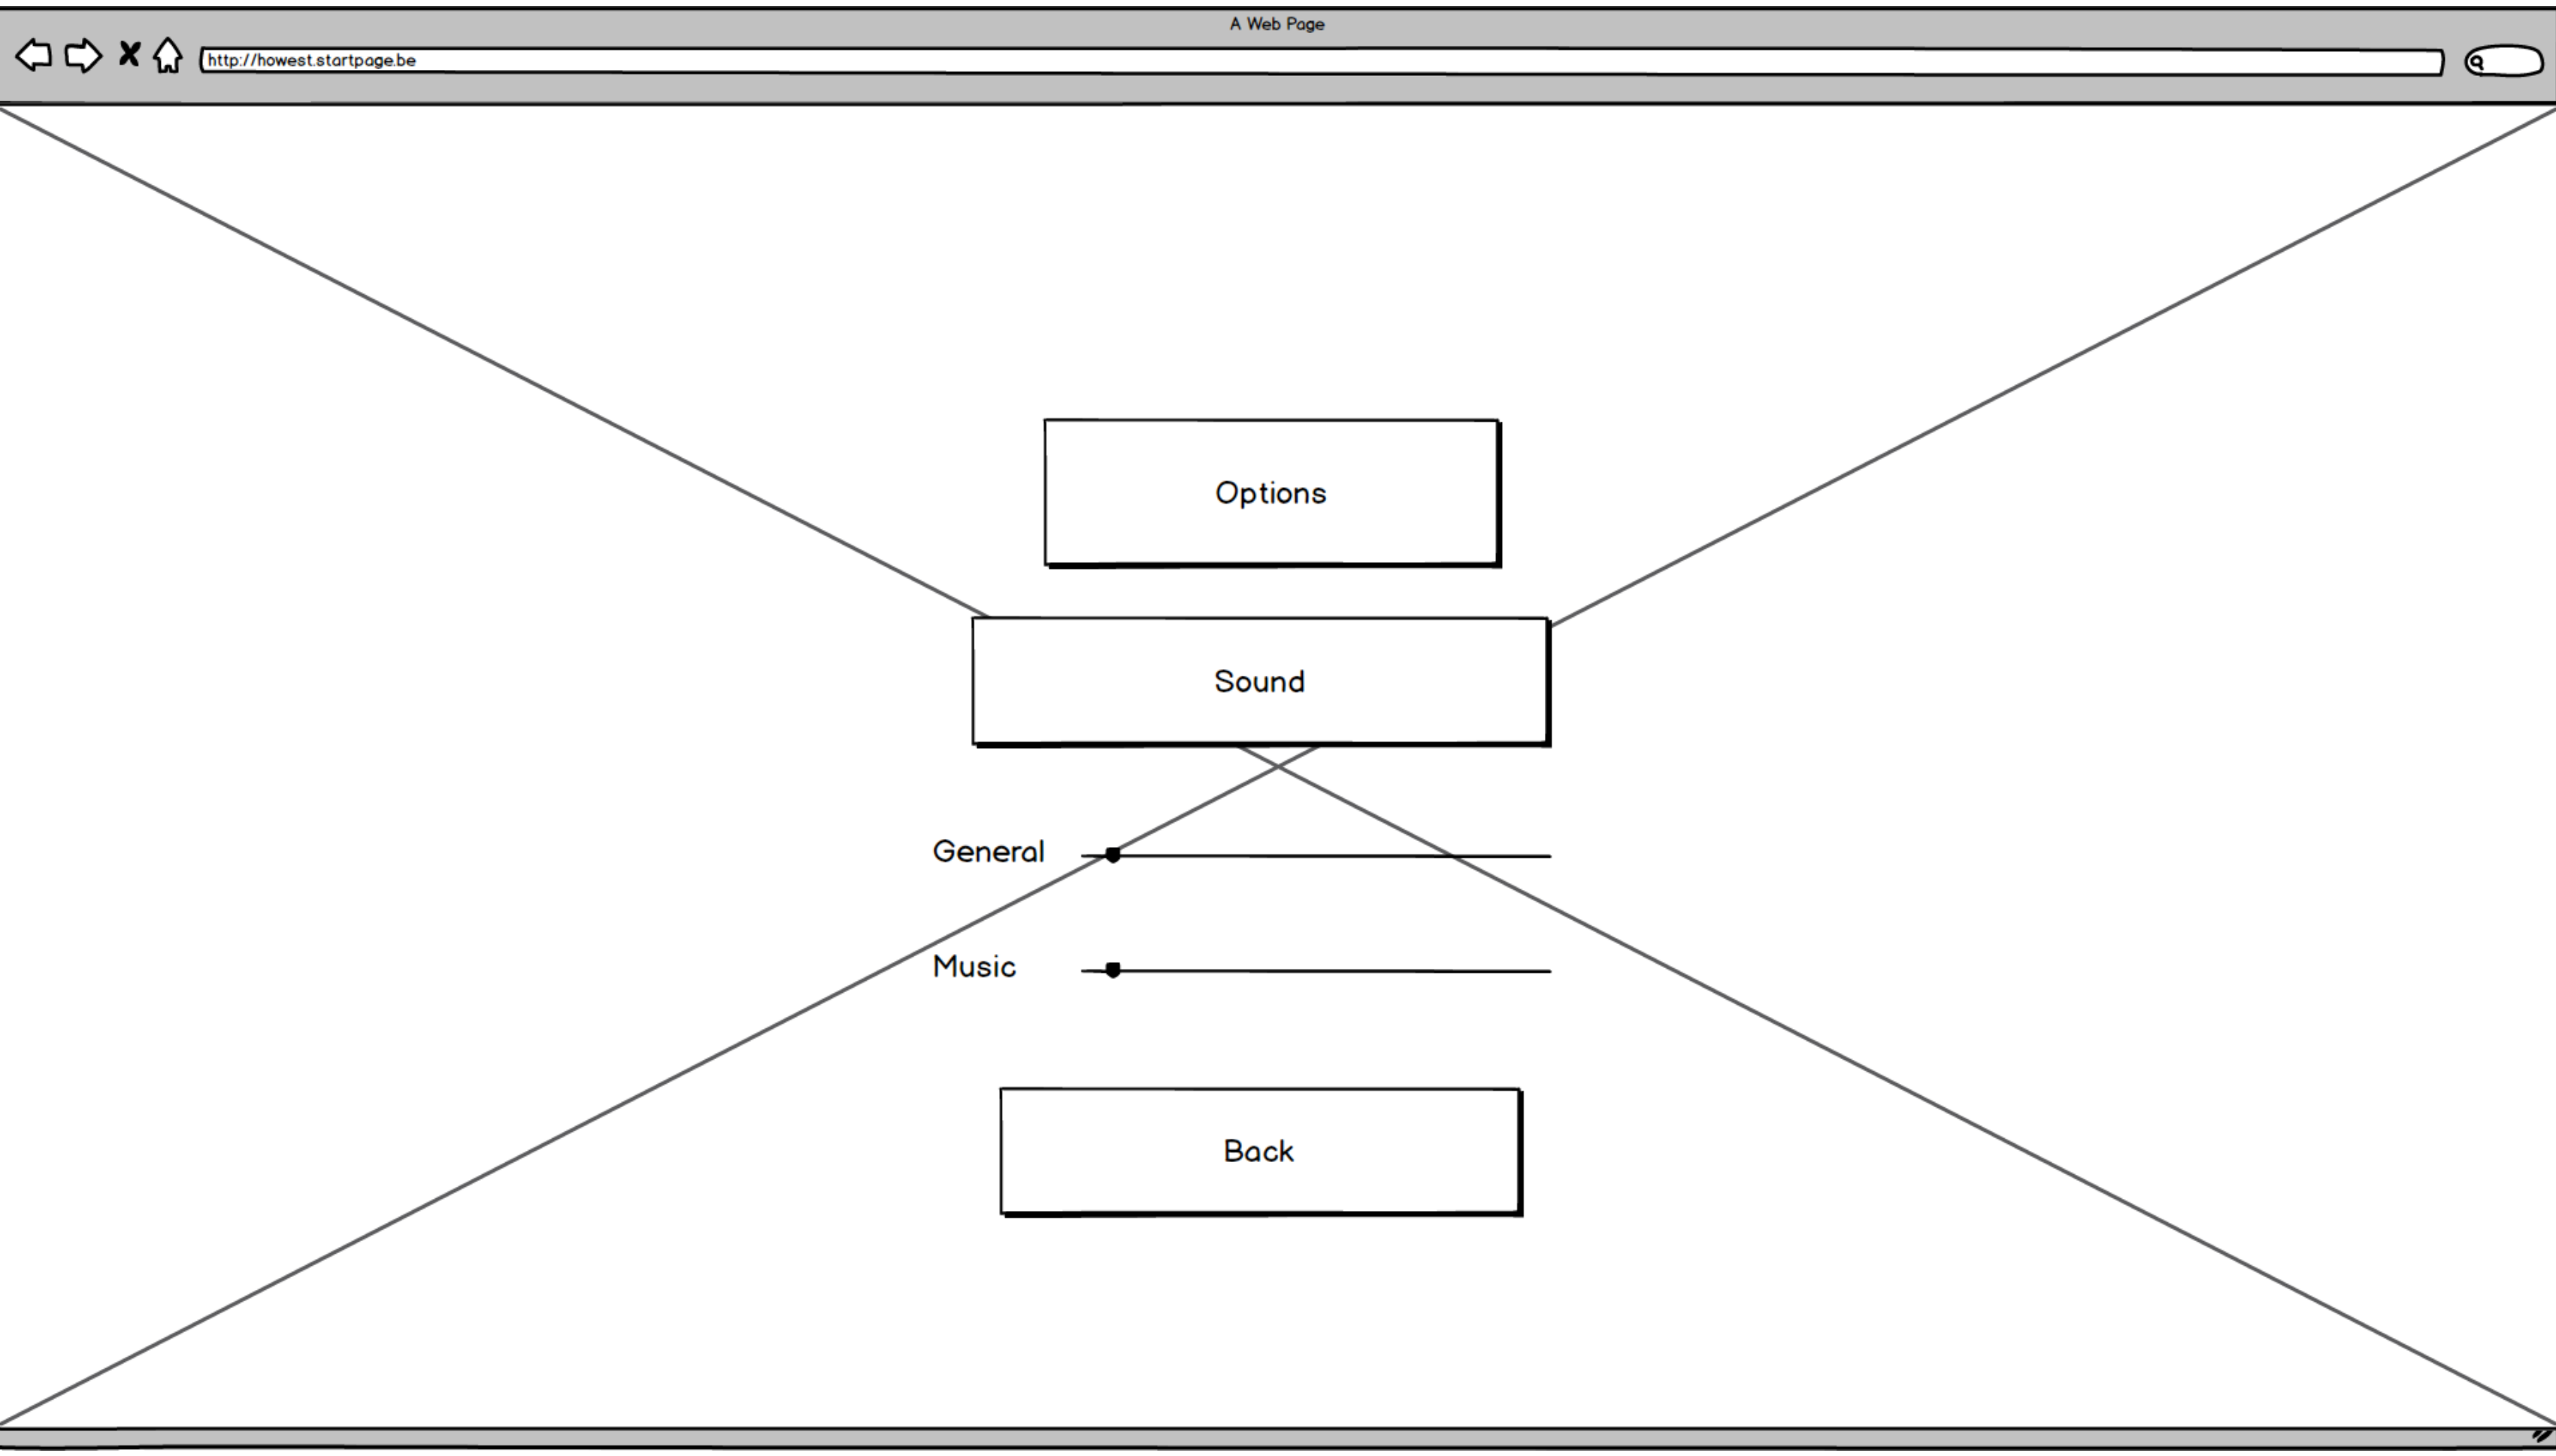 A Web Page
http://howest.startpage.be
Options
Sound
General
Music
Back